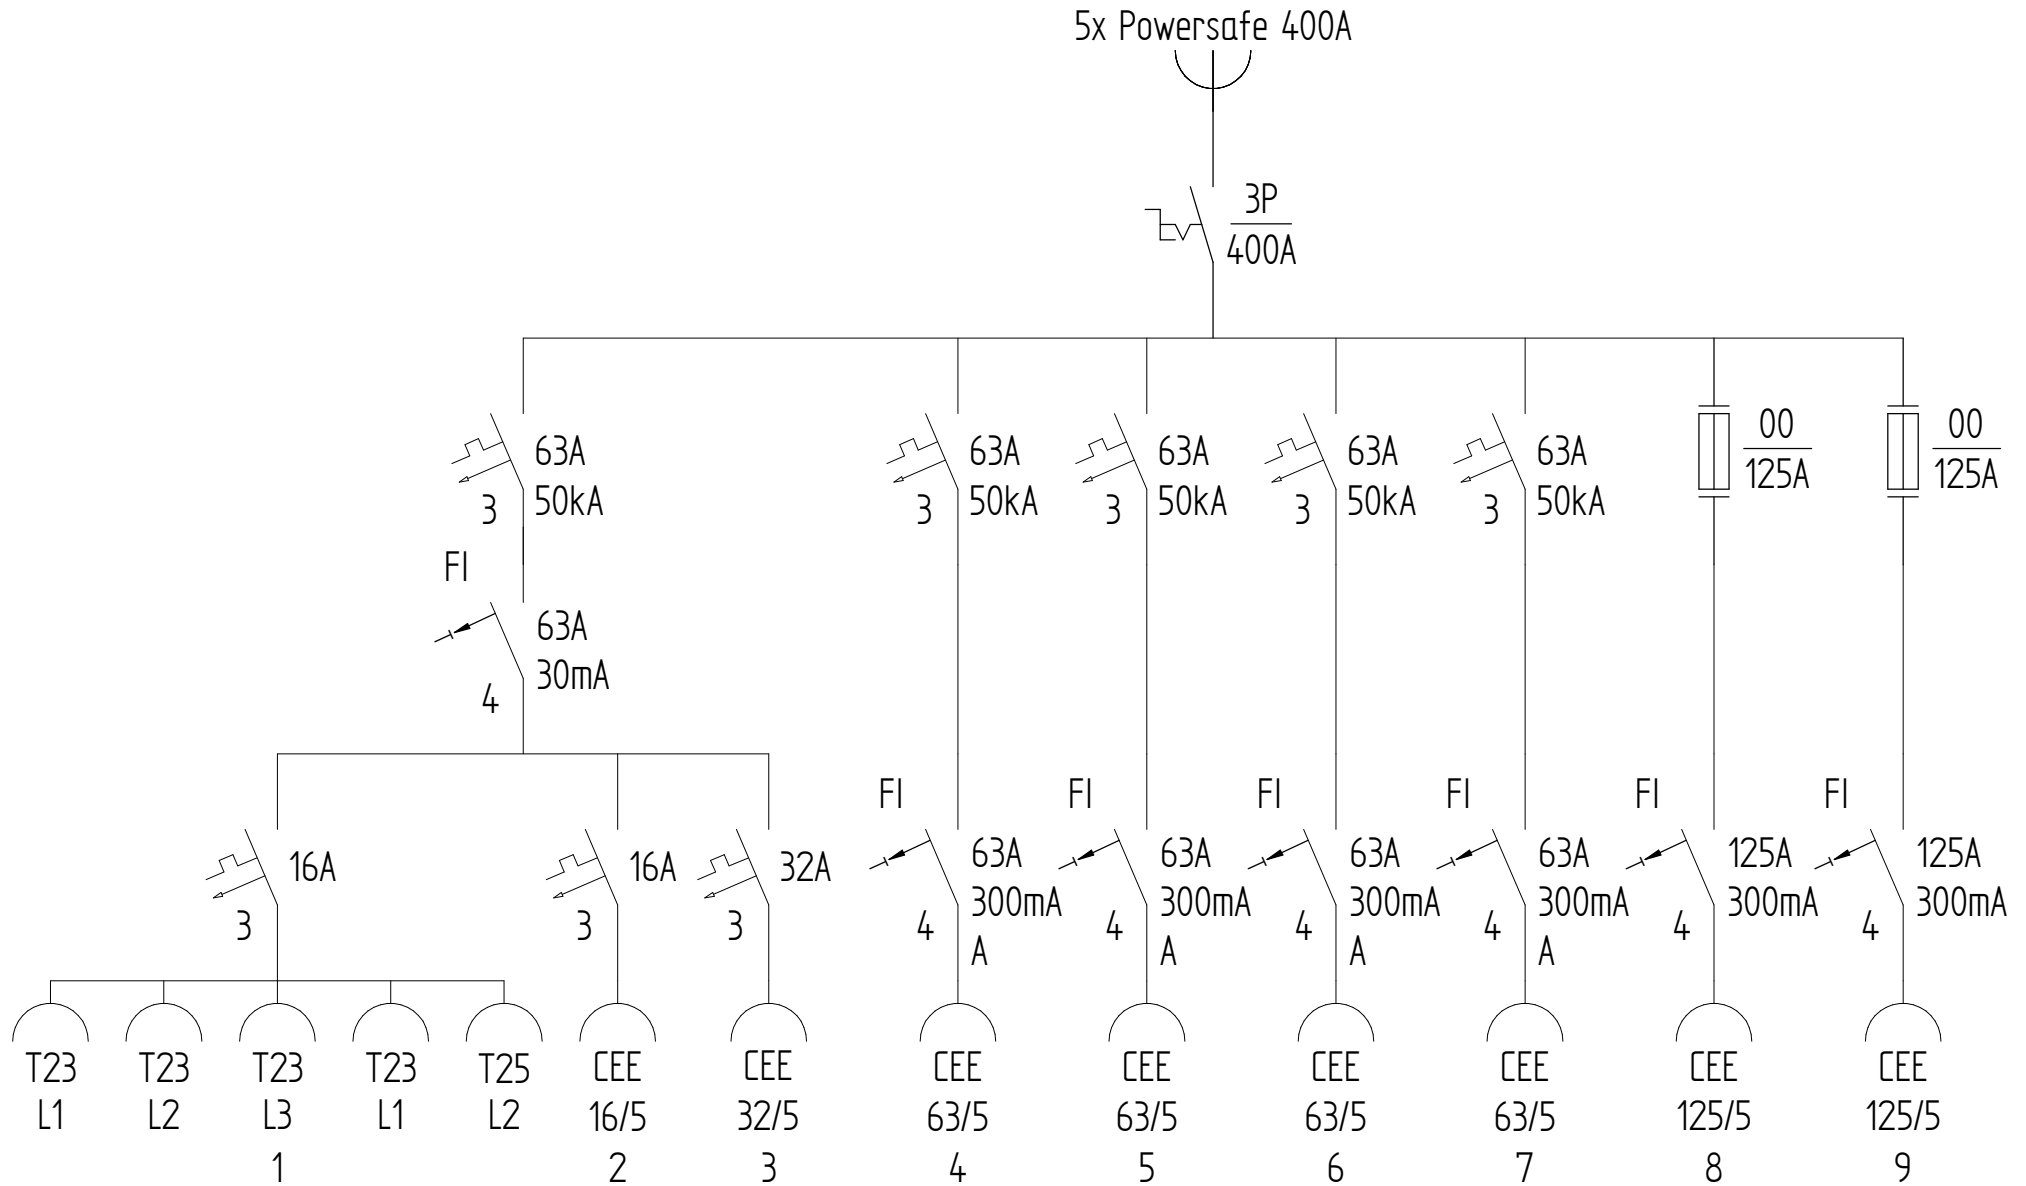 5x Powersafe 400A
3P
400A
63A
50kA
3
63A
50kA
3
63A
50kA
3
63A
50kA
3
63A
50kA
3
00
125A
00
125A
FI
63A
30mA
4
16A
3
16A
3
32A
3
FI
63A
300mA
A
4
FI
63A
300mA
A
4
FI
63A
300mA
A
4
FI
63A
300mA
A
4
FI
125A
300mA
4
FI
125A
300mA
4
T23 T23 T23 T23 T25 CEE CEE CEE CEE CEE CEE CEE CEE
L1 L2 L3 L1 L2 16/5 32/5 63/5 63/5 63/5 63/5 125/5 125/5
1 2 3 4 5 6 7 8 9